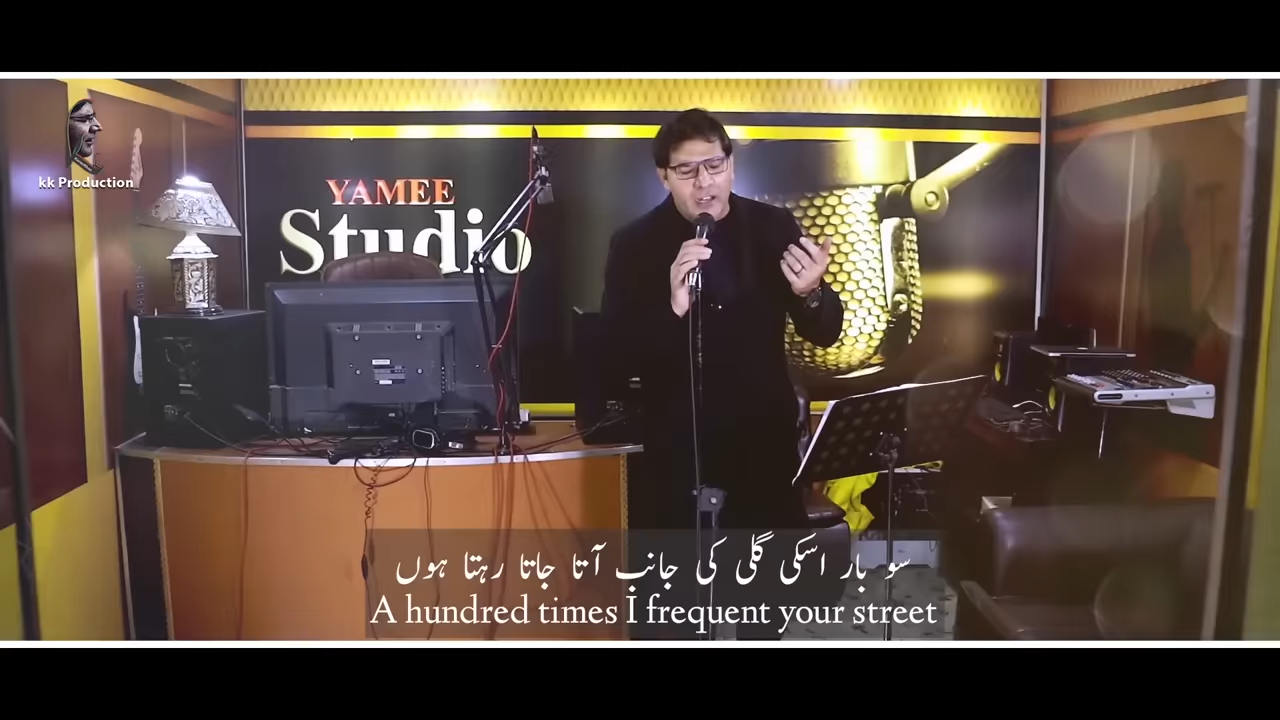 kk Production
YAMEE
Studio
سو بار اسکی گلی کی جانب آتا جاتا رہتا ہوں
A hundred times I frequent your street